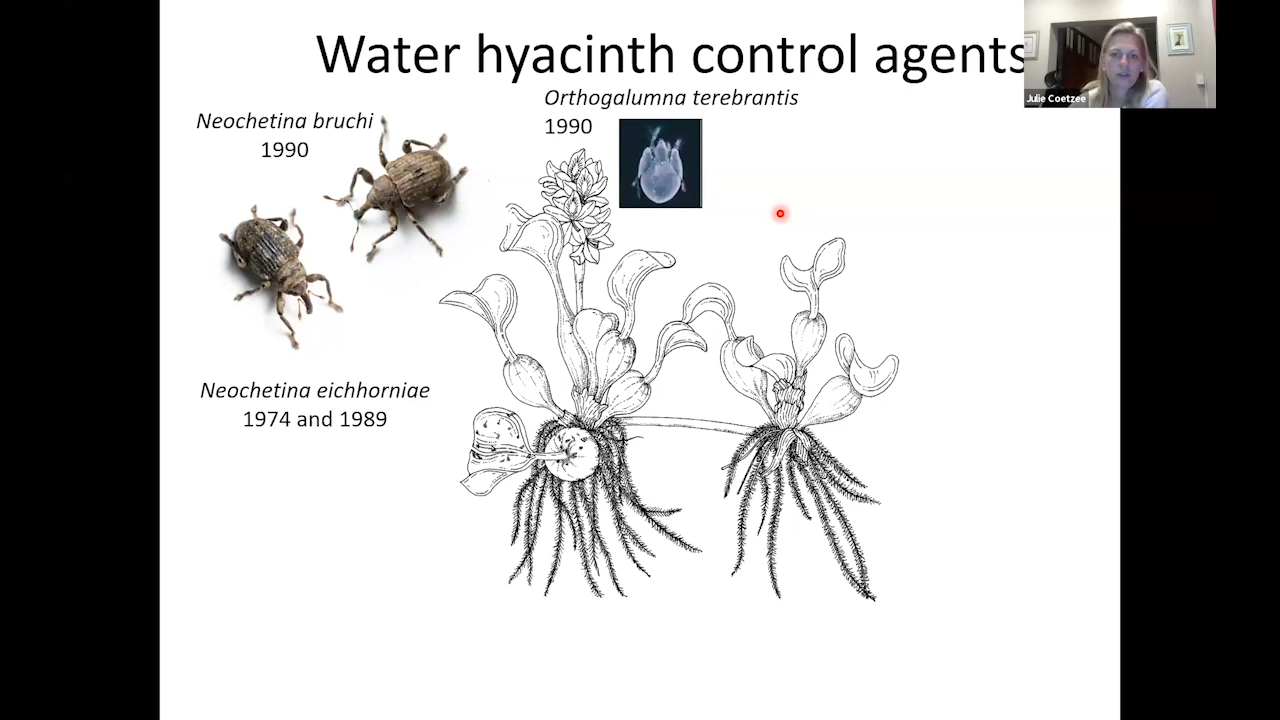 Water hyacinth control agents
Julie Coetzee
Orthogalumna terebrantis
1990
Neochetina bruchi
1990
Neochetina eichhorniae
1974 and 1989